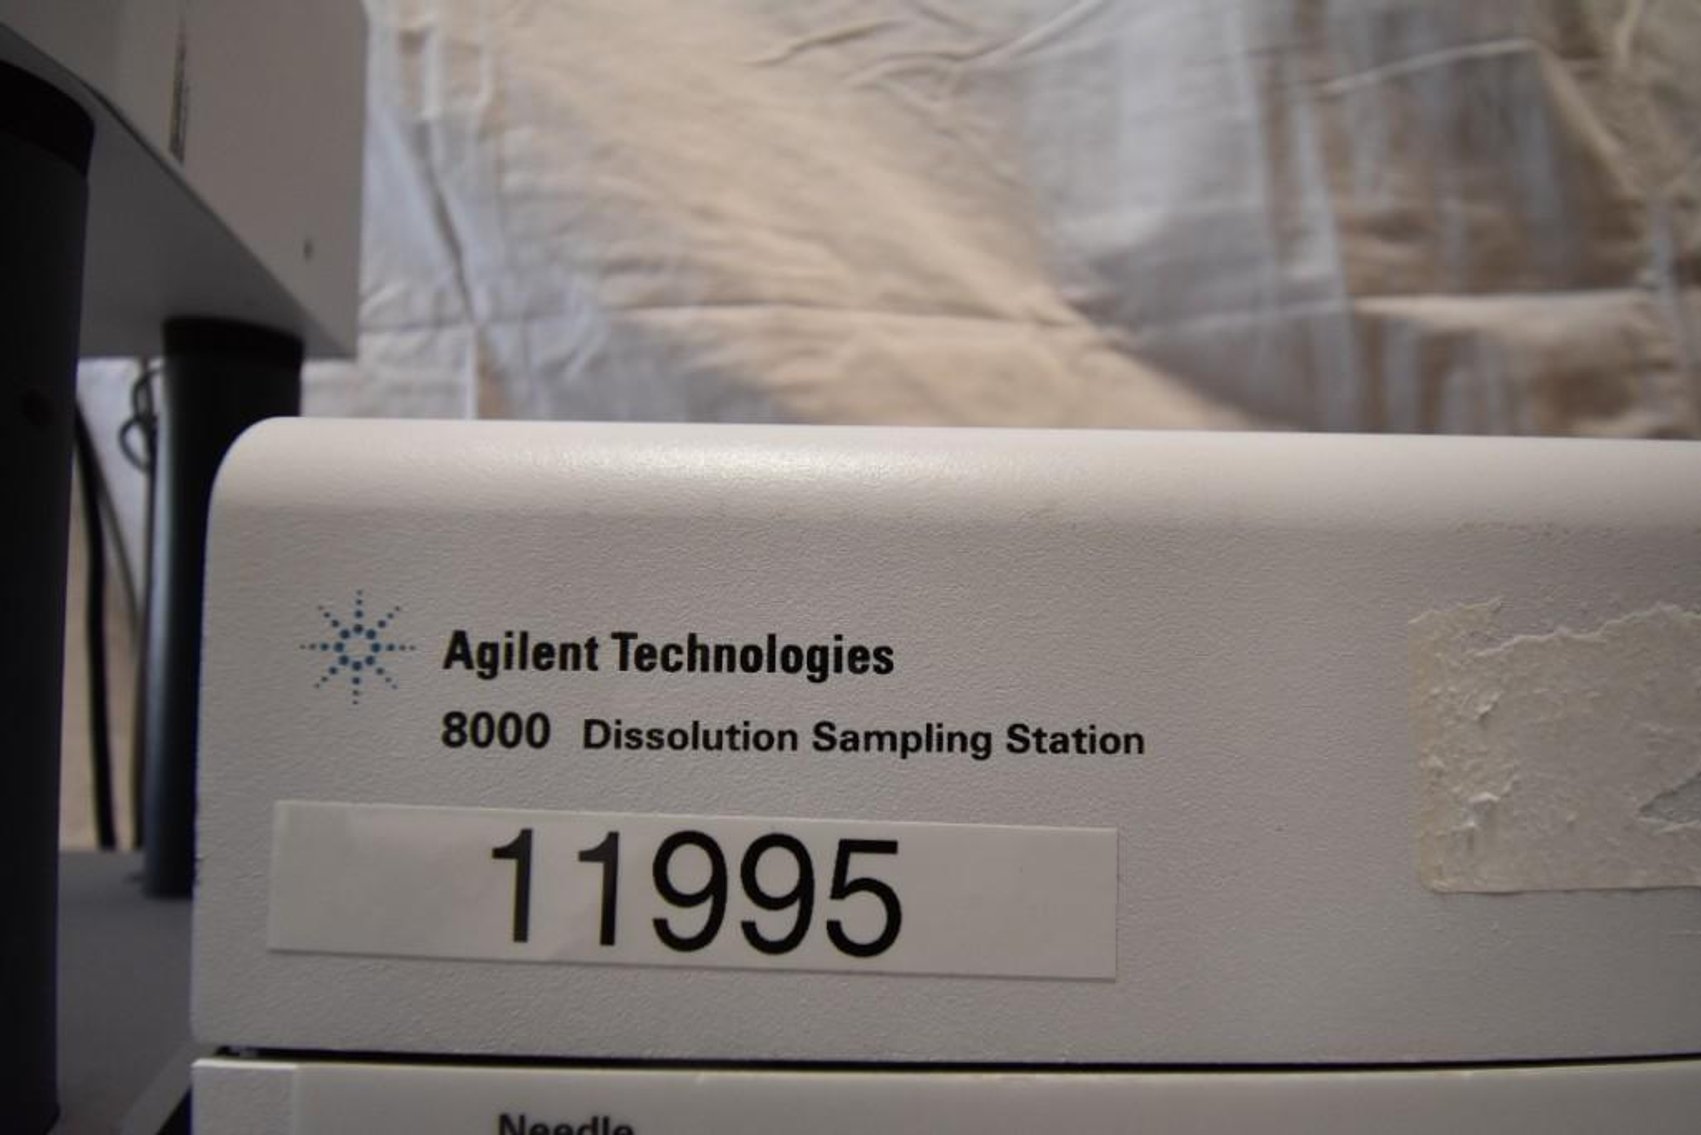 Agilent Technologies
8000 Dissolution Sampling Station
11995
Needle